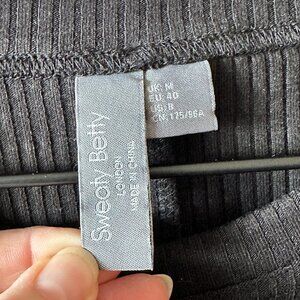 Sweaty Betty
LONDON
MADE IN CHINA
UK: M
EU: 40
US: 8
CN: 175/96A